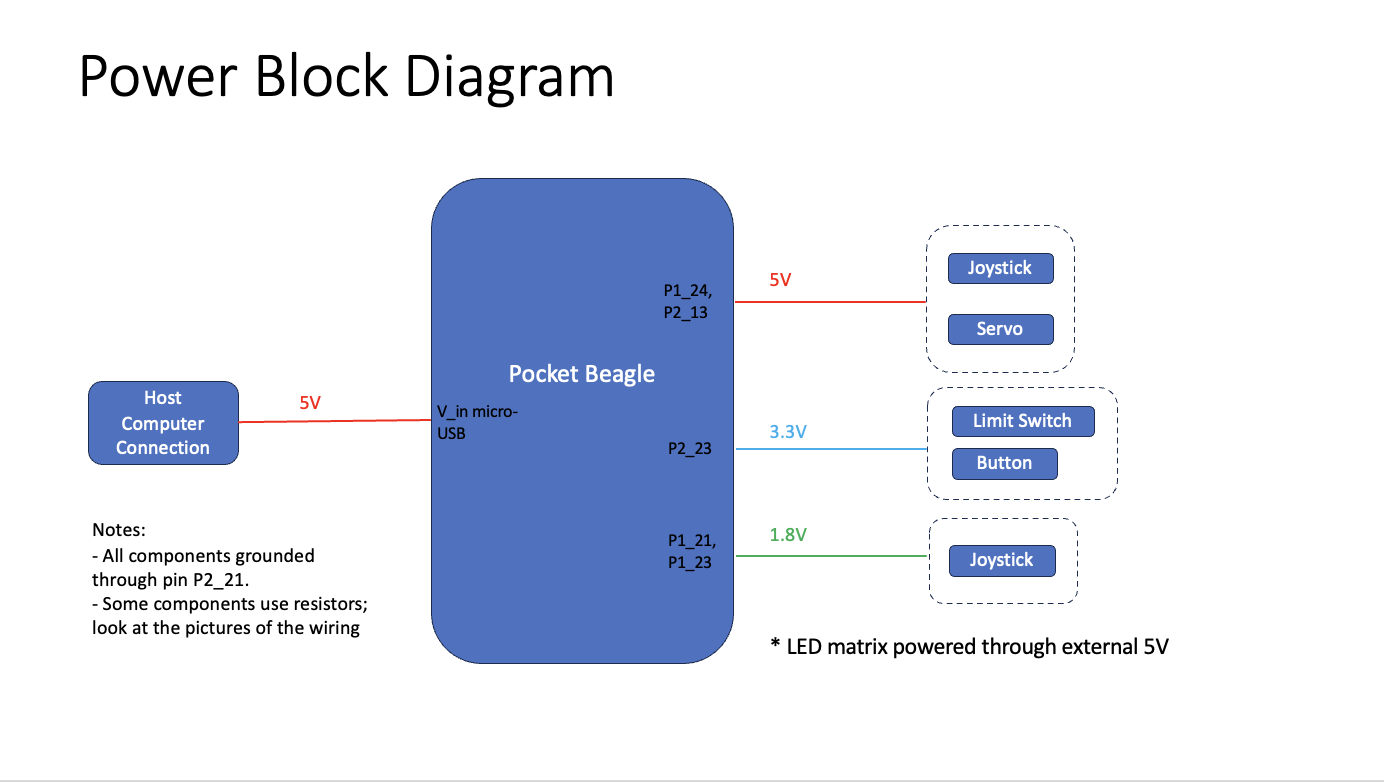 Power Block Diagram
P1_24,
P2_13
5V
Joystick
Servo
Pocket Beagle
Host
Computer
Connection
5V
V_in micro-
USB
P2_23
3.3V
Limit Switch
Button
P1_21,
P1_23
1.8V
Joystick
Notes:
- All components grounded
through pin P2_21.
- Some components use resistors;
look at the pictures of the wiring
* LED matrix powered through external 5V